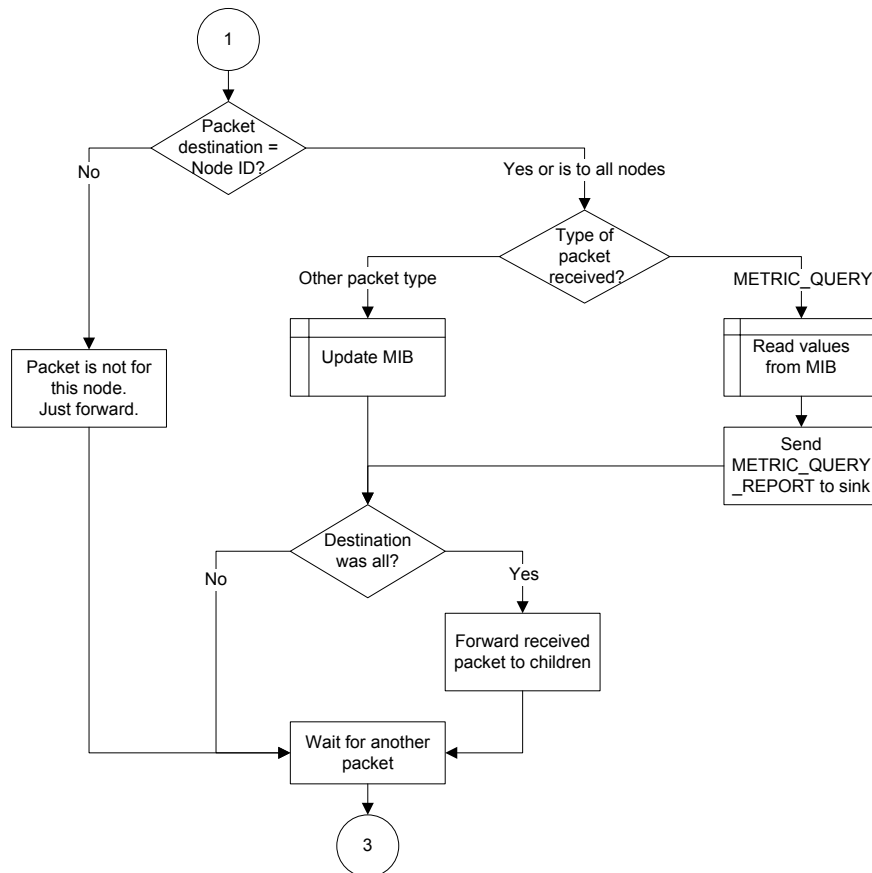 1
Packet
destination =
Node ID?
No
Yes or is to all nodes
Type of
packet
received?
Other packet type
METRIC_QUERY
Update MIB
Read values
from MIB
Packet is not for
this node.
Just forward.
Send
METRIC_QUERY
_REPORT to sink
Destination
was all?
No
Yes
Forward received
packet to children
Wait for another
packet
3